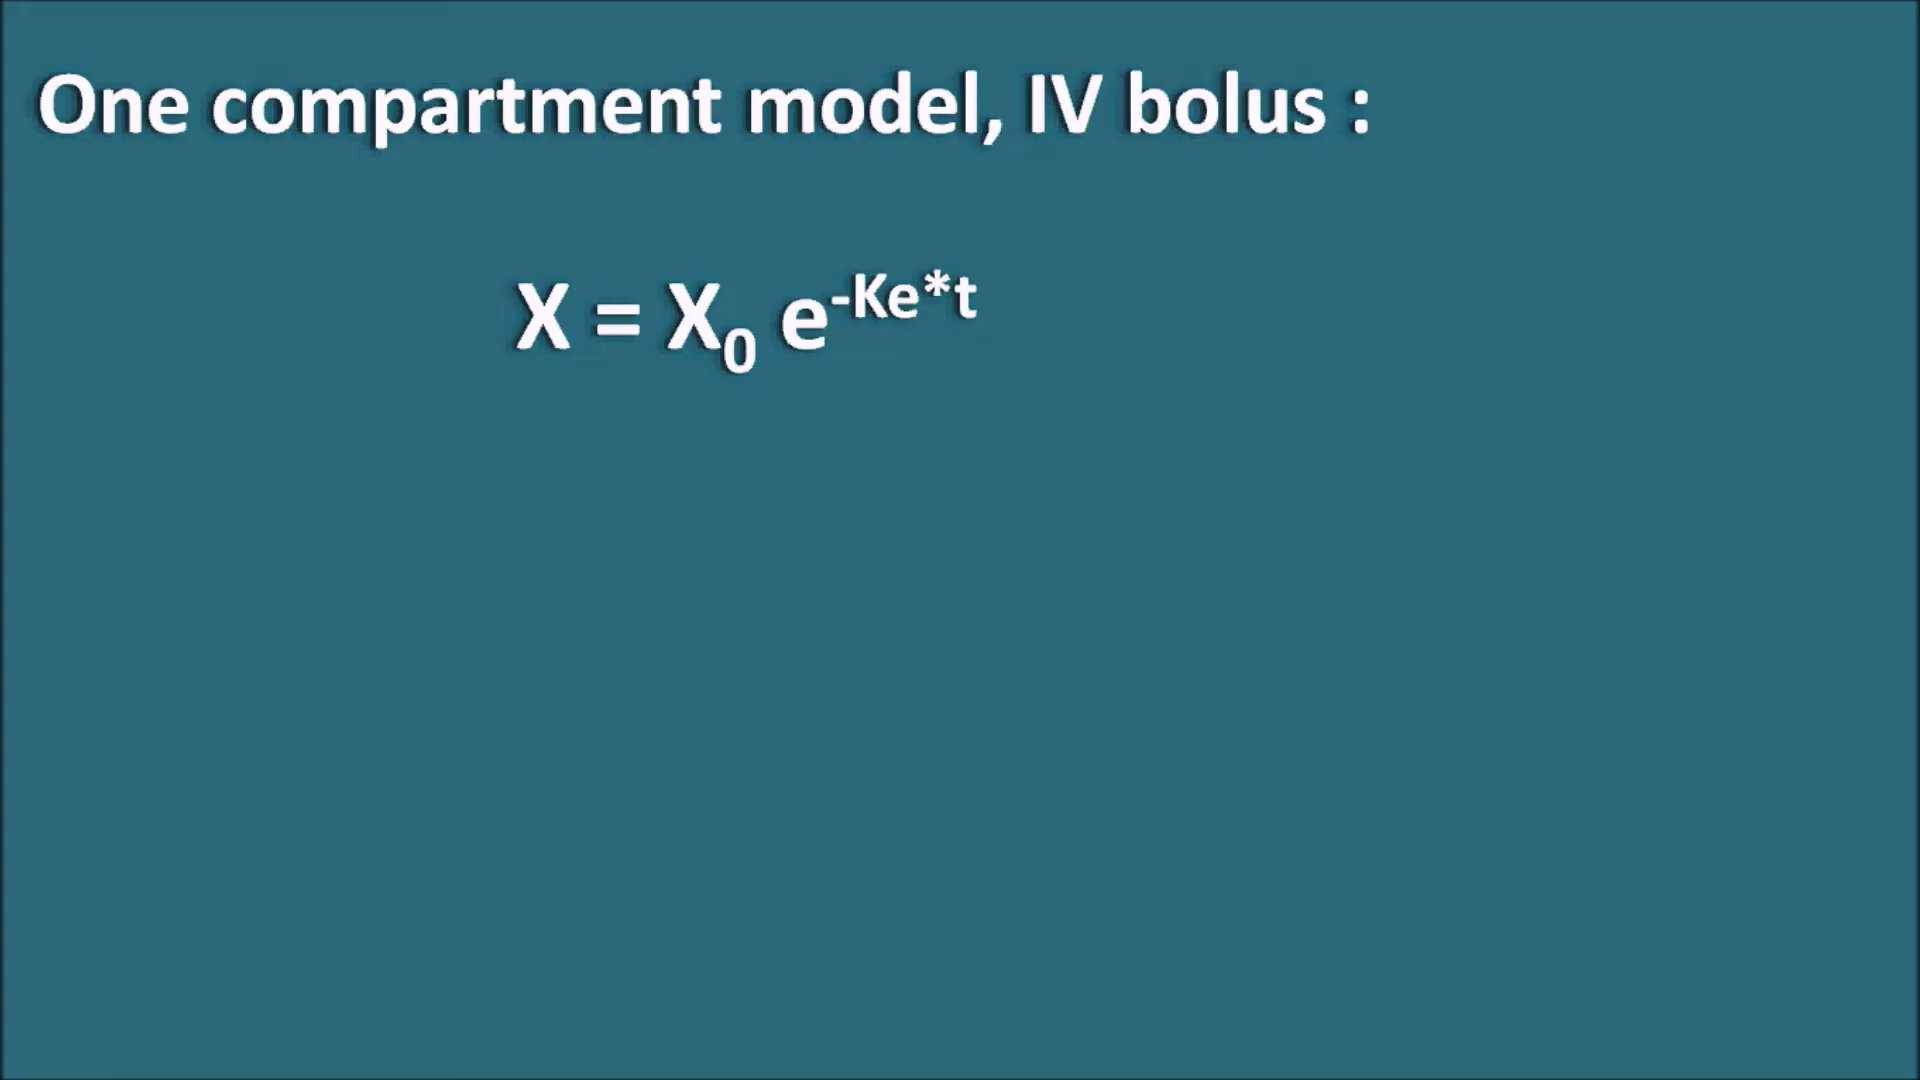 One compartment model, IV bolus :
X = X₀ e⁻ᴷᵉ*ᵗ